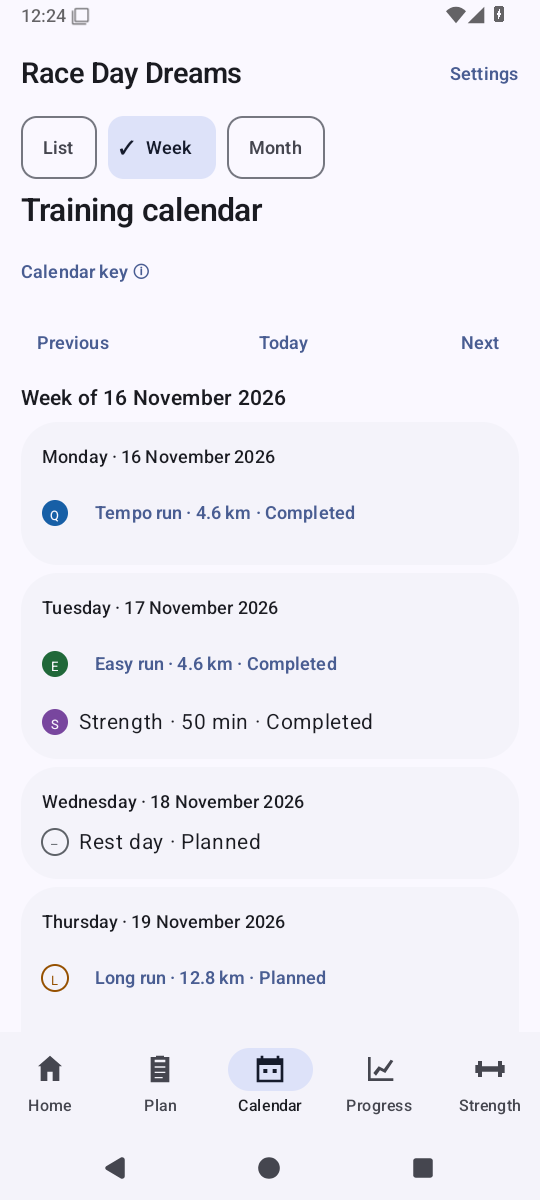 12:24
Race Day Dreams
Settings
List
✓ Week
Month
Training calendar
Calendar key ⓘ
Previous
Today
Next
Week of 16 November 2026
Monday · 16 November 2026
Q Tempo run · 4.6 km · Completed
Tuesday · 17 November 2026
E Easy run · 4.6 km · Completed
S Strength · 50 min · Completed
Wednesday · 18 November 2026
– Rest day · Planned
Thursday · 19 November 2026
L Long run · 12.8 km · Planned
Home
Plan
Calendar
Progress
Strength